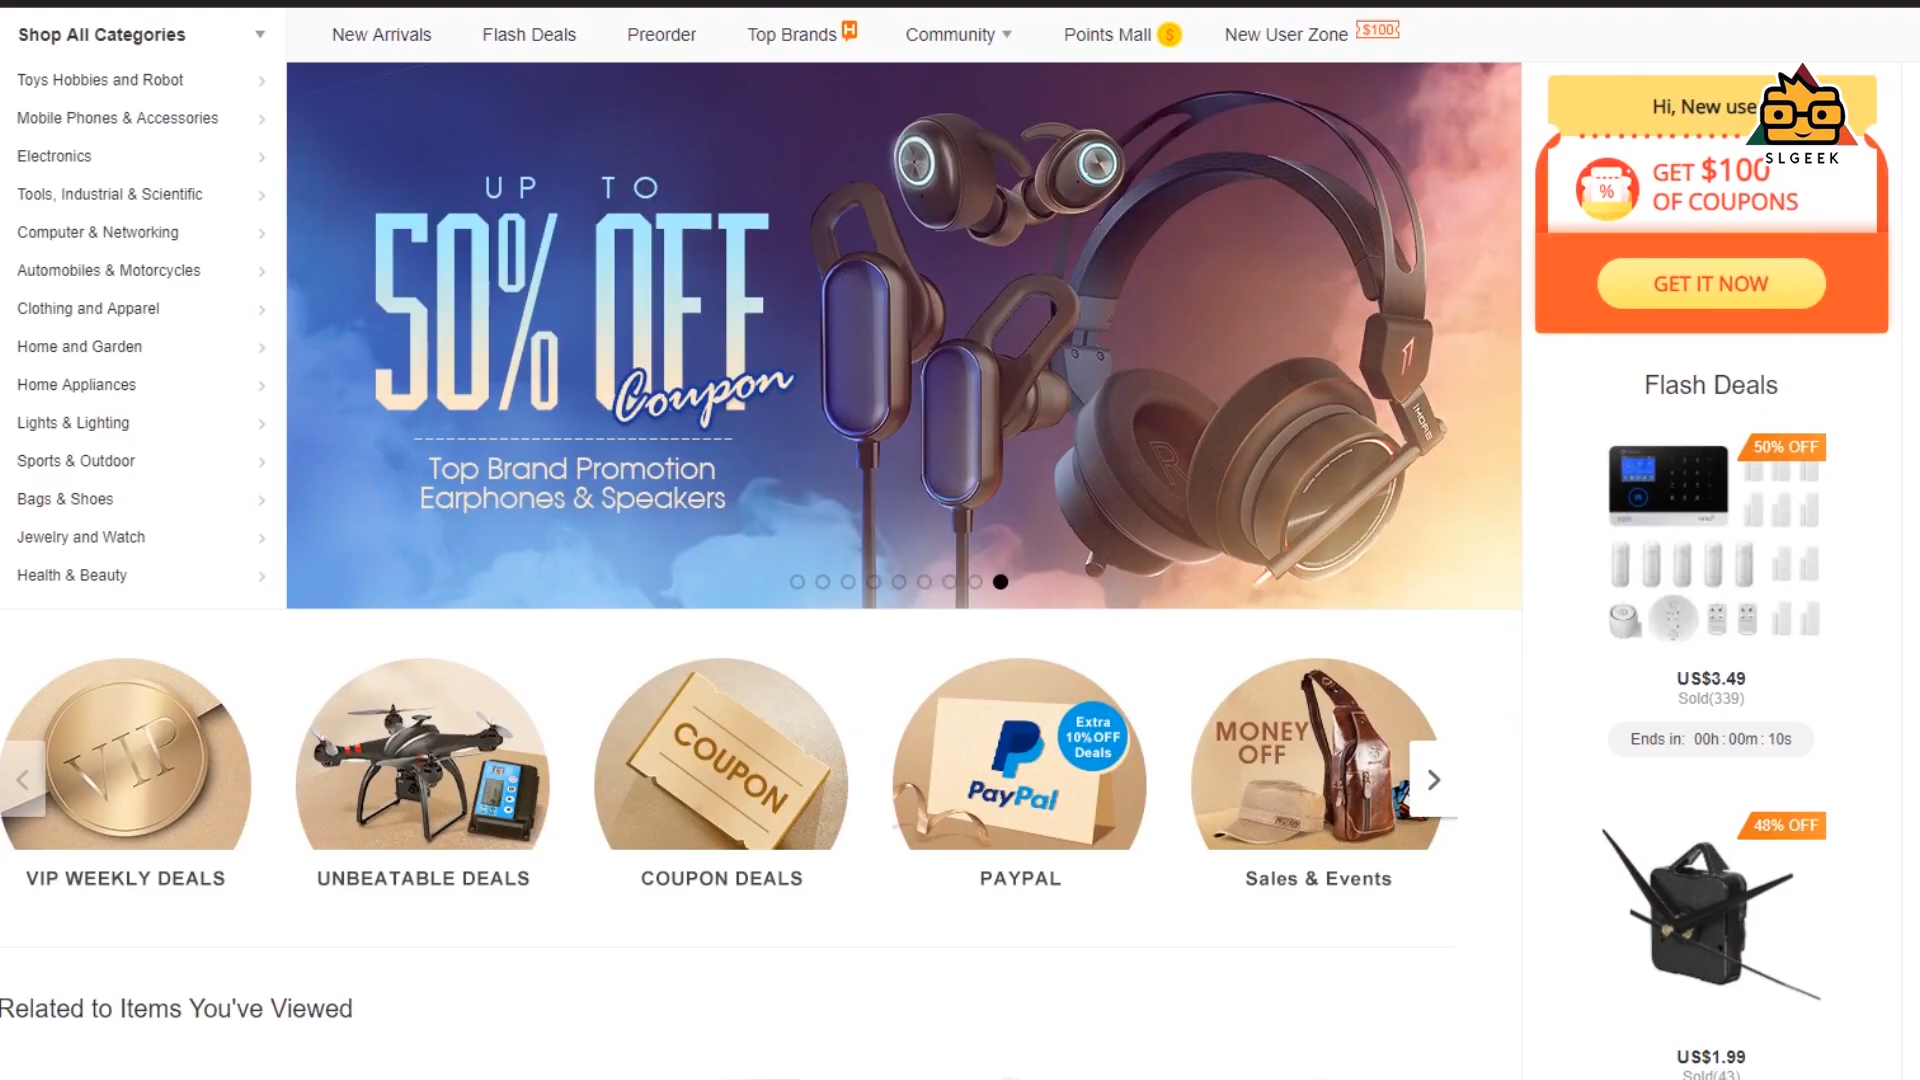 Shop All Categories
New Arrivals
Flash Deals
Preorder
Top Brands
H
Community
Points Mall
$
New User Zone
$100
Toys Hobbies and Robot
Mobile Phones & Accessories
Electronics
Tools, Industrial & Scientific
Computer & Networking
Automobiles & Motorcycles
Clothing and Apparel
Home and Garden
Home Appliances
Lights & Lighting
Sports & Outdoor
Bags & Shoes
Jewelry and Watch
Health & Beauty
UP TO
50% OFF
Coupon
Top Brand Promotion
Earphones & Speakers
1MORE
Hi, New use
SLGEEK
%
GET $100
OF COUPONS
GET IT NOW
Flash Deals
50% OFF
US$3.49
Sold(339)
Ends in: 00h : 00m : 10s
48% OFF
US$1.99
Sold(43)
VIP
COUPON
PayPal
Extra
10%OFF
Deals
MONEY
OFF
VIP WEEKLY DEALS
UNBEATABLE DEALS
COUPON DEALS
PAYPAL
Sales & Events
Related to Items You've Viewed